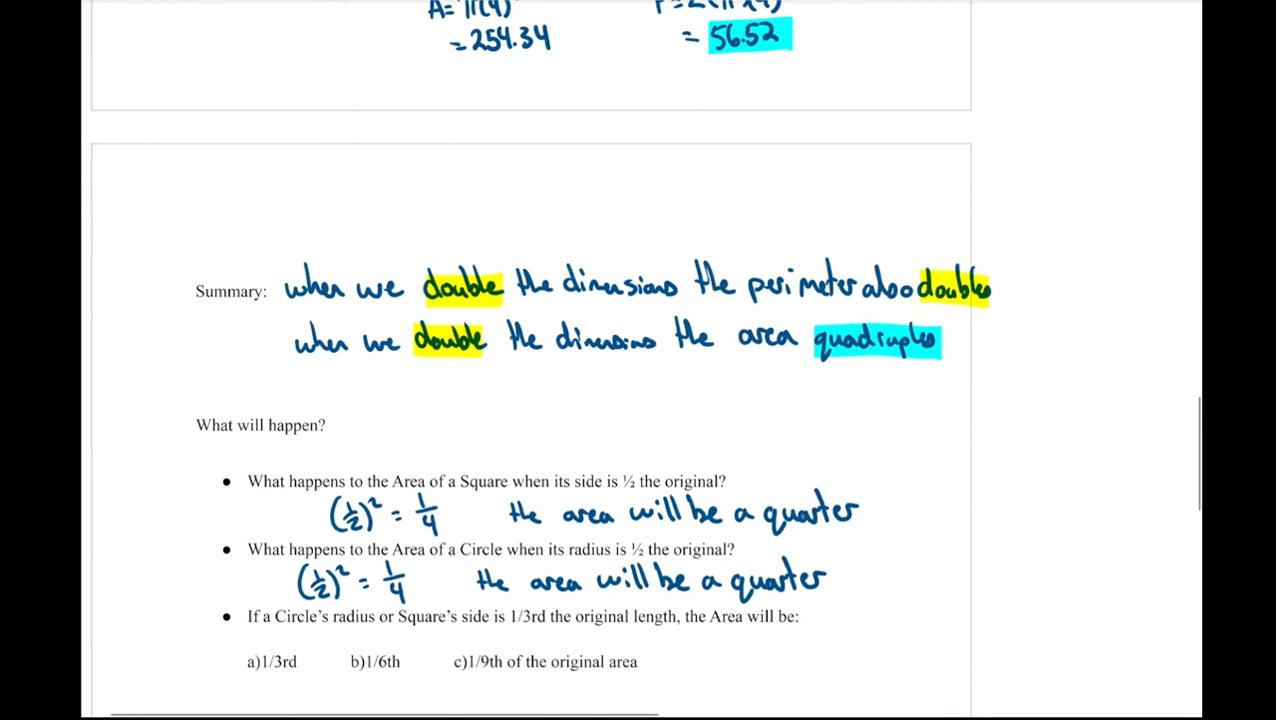 A= π(9)
= 254.34
= 56.52
Summary: when we double the dimensions the perimeter also doubles
when we double the dimensions the area quadruples
What will happen?
● What happens to the Area of a Square when its side is ½ the original?
(1/2)² = 1/4 the area will be a quarter
● What happens to the Area of a Circle when its radius is ½ the original?
(1/2)² = 1/4 the area will be a quarter
● If a Circle's radius or Square's side is 1/3rd the original length, the Area will be:
a)1/3rd b)1/6th c)1/9th of the original area